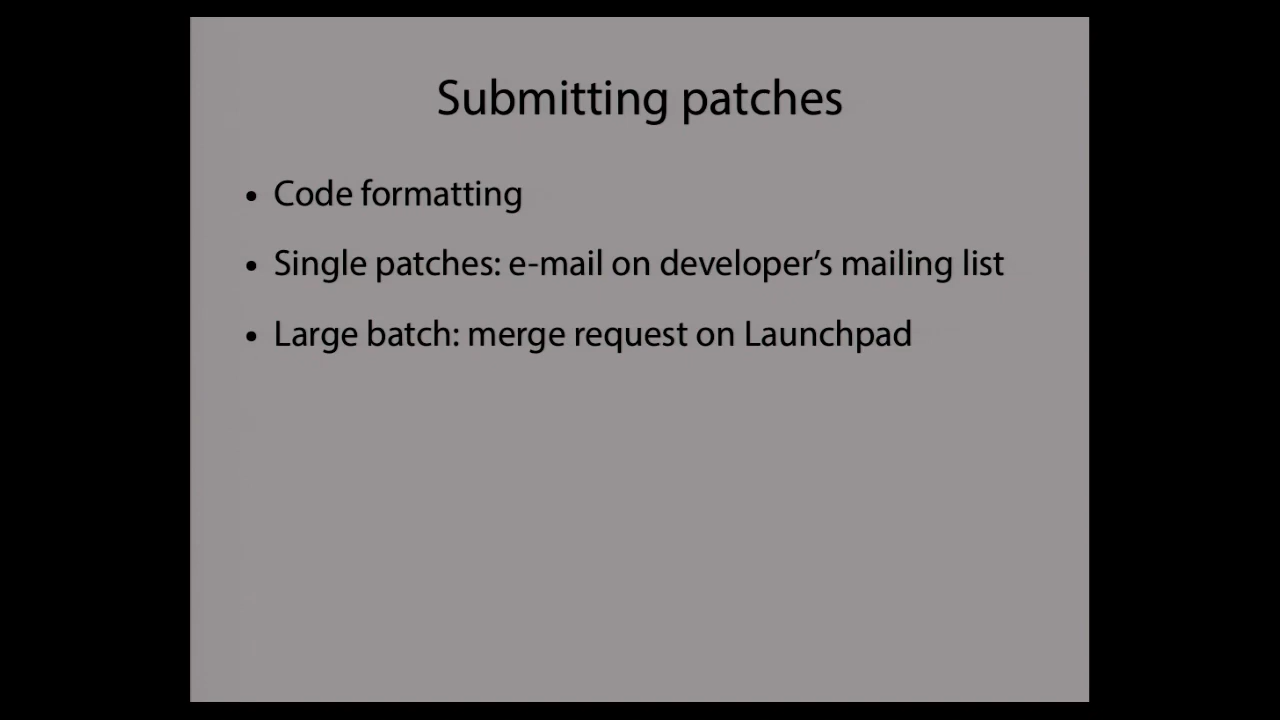 Submitting patches
• Code formatting
• Single patches: e-mail on developer’s mailing list
• Large batch: merge request on Launchpad